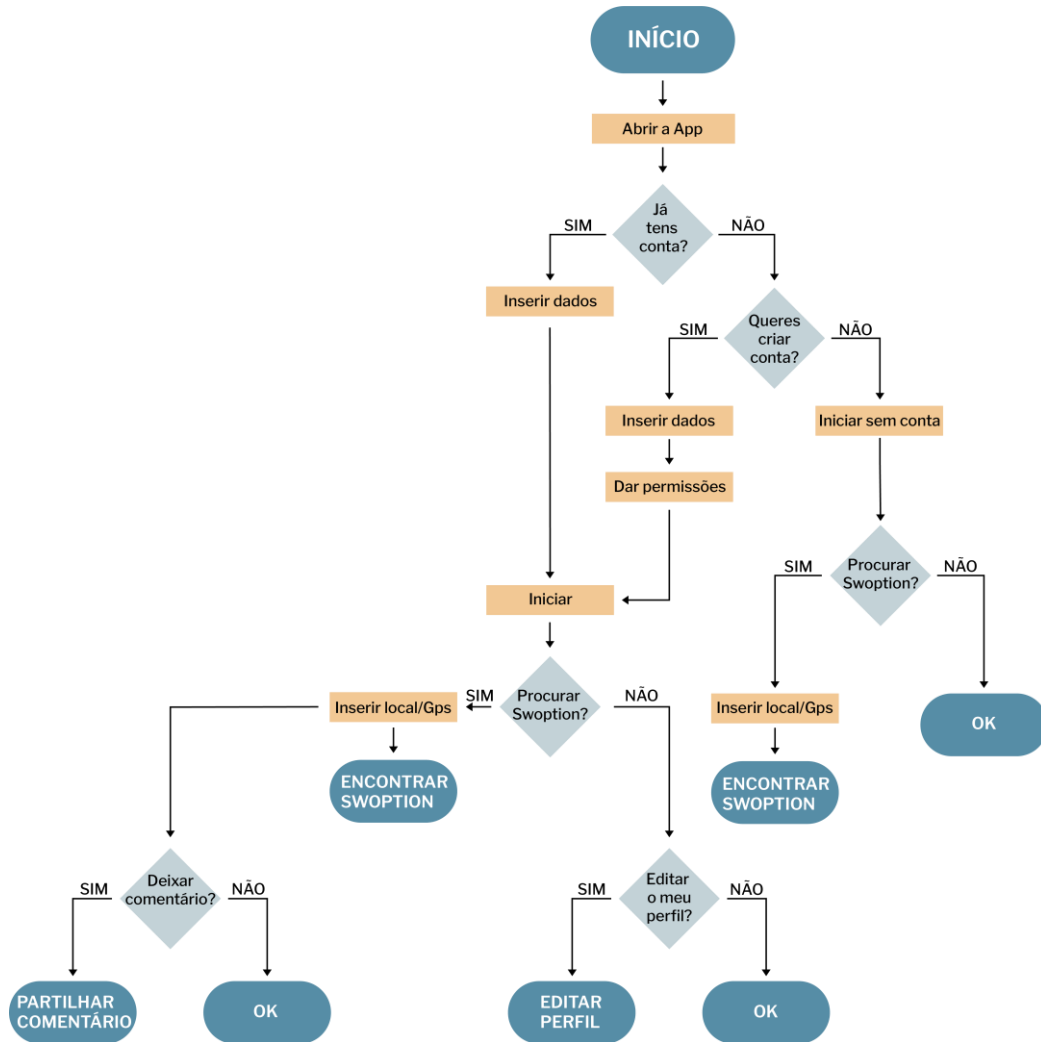 INÍCIO
Abrir a App
Já
tens
conta?
SIM
NÃO
Inserir dados
Queres
criar
conta?
SIM
NÃO
Inserir dados
Iniciar sem conta
Dar permissões
Procurar
Swoption?
SIM
NÃO
Iniciar
Procurar
Swoption?
SIM
NÃO
Inserir local/Gps
Inserir local/Gps
OK
ENCONTRAR
SWOPTION
ENCONTRAR
SWOPTION
Deixar
comentário?
SIM
NÃO
Editar
o meu
perfil?
SIM
NÃO
PARTILHAR
COMENTÁRIO
OK
EDITAR
PERFIL
OK